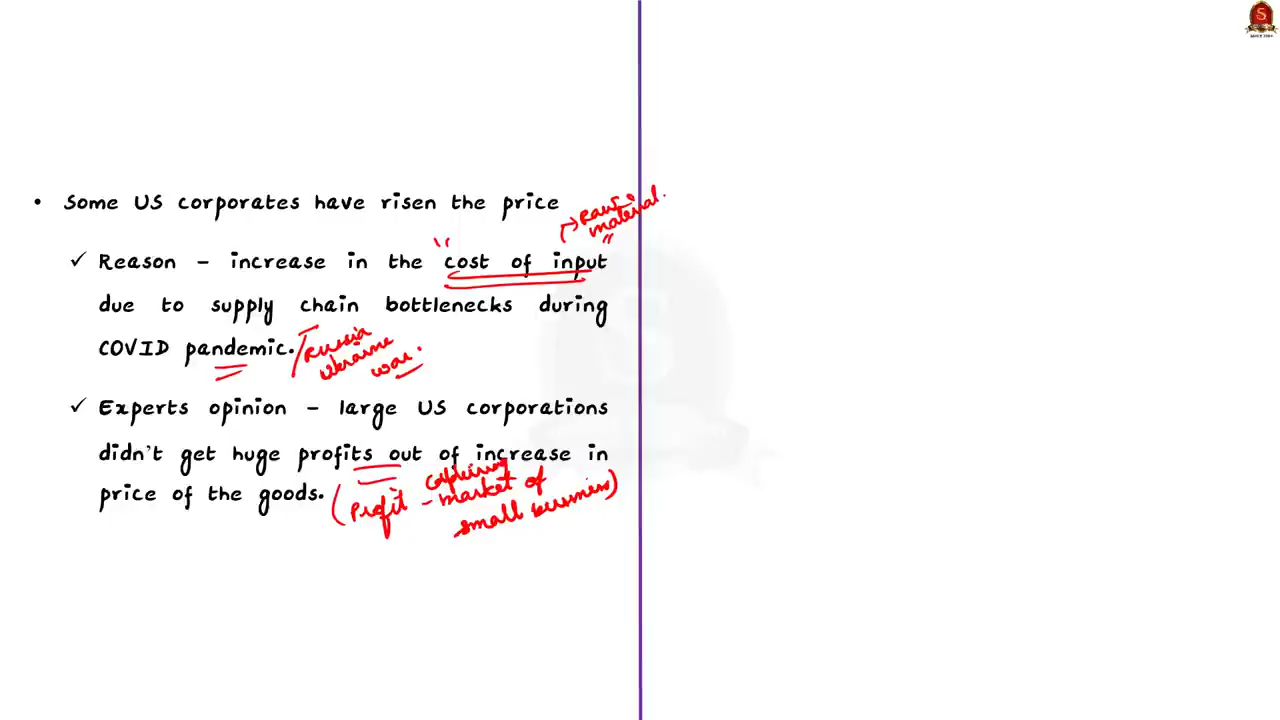 • Some US corporates have risen the price
→ Raw
material.
✓ Reason – increase in the "cost of input"
due to supply chain bottlenecks during
COVID pandemic. / Russia
Ukraine
war.
✓ Experts opinion – large US corporations
didn't get huge profits out of increase in
price of the goods. (Profit – capturing
market of
small business)
S
SINCE 2004